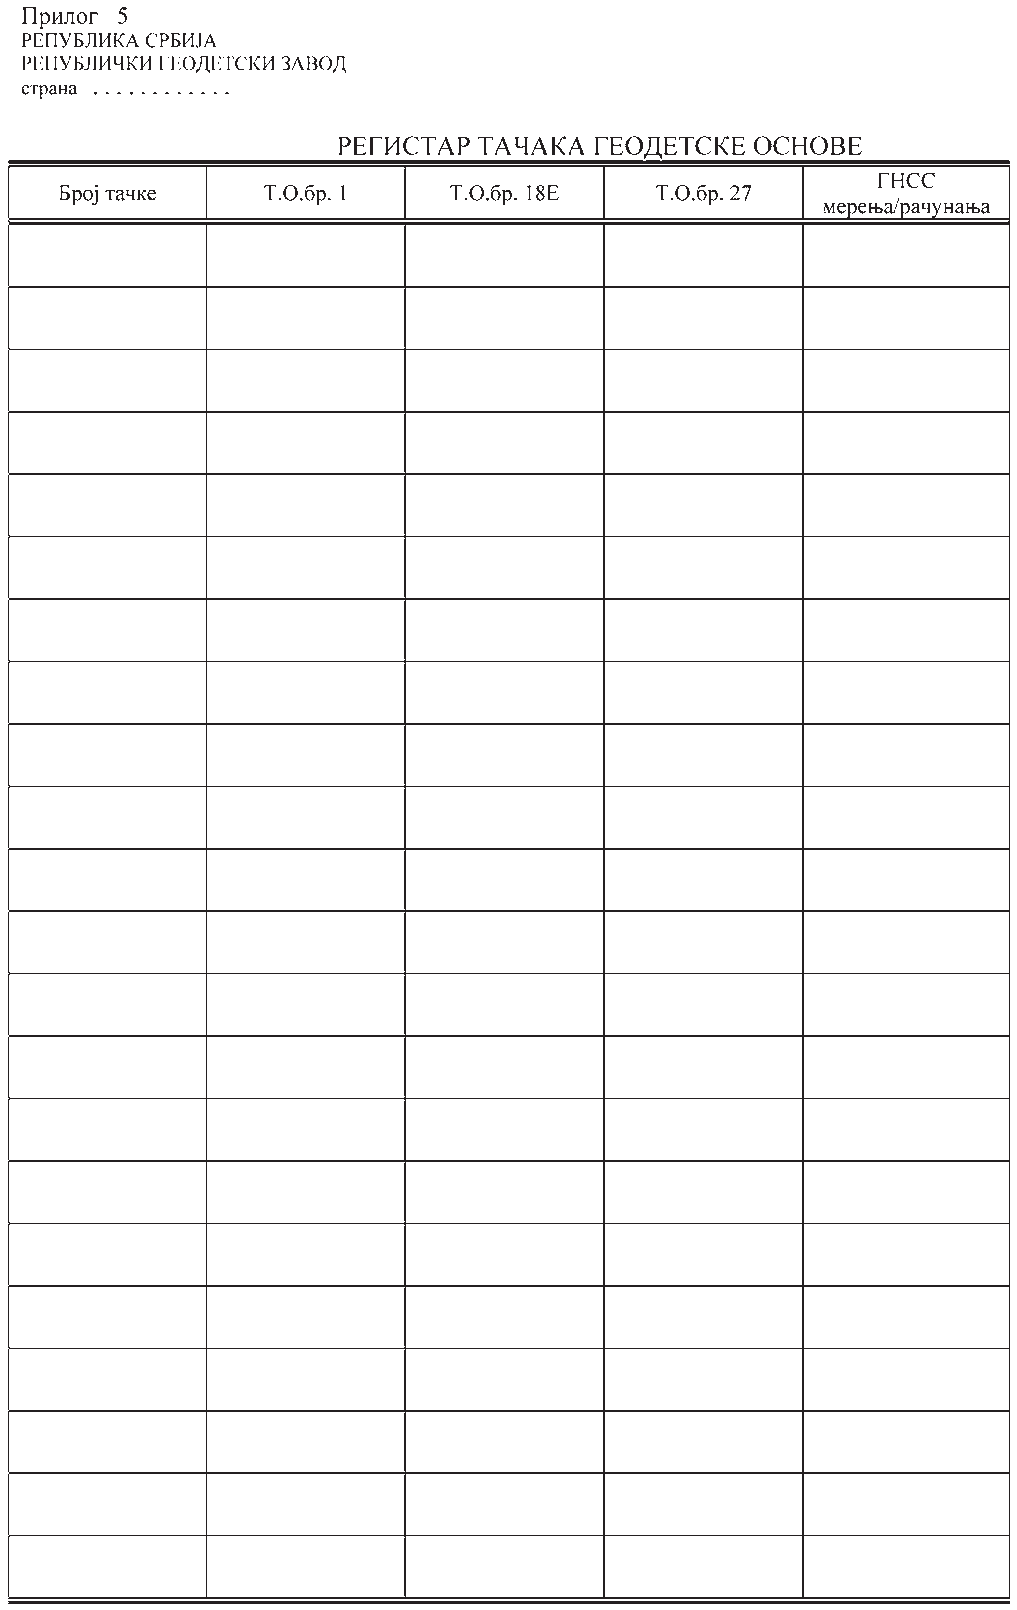 Прилог 5
РЕПУБЛИКА СРБИЈА
РЕПУБЛИЧКИ ГЕОДЕТСКИ ЗАВОД
страна . . . . . . . . . . . .
РЕГИСТАР ТАЧАКА ГЕОДЕТСКЕ ОСНОВЕ
Број тачке Т.О.бр. 1 Т.О.бр. 18Е Т.О.бр. 27 ГНСС
мерења/рачунања